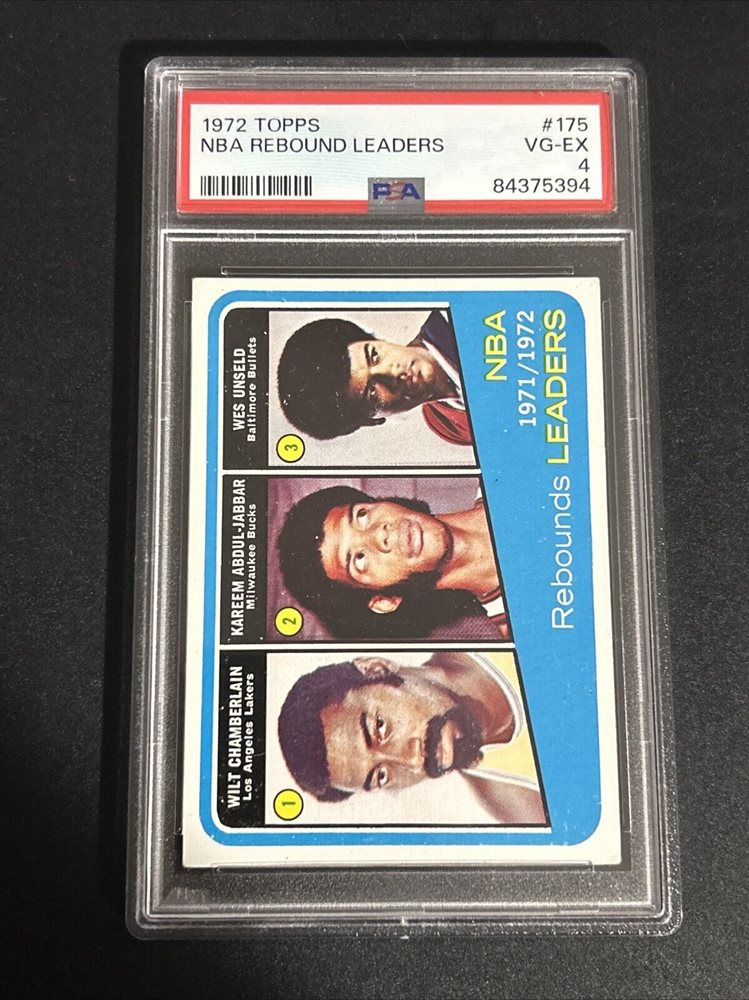 1972 TOPPS #175
NBA REBOUND LEADERS VG-EX
4
PSA 84375394
WILT CHAMBERLAIN
Los Angeles Lakers
1
KAREEM ABDUL-JABBAR
Milwaukee Bucks
2
WES UNSELD
Baltimore Bullets
3
NBA
1971/1972
Rebounds LEADERS